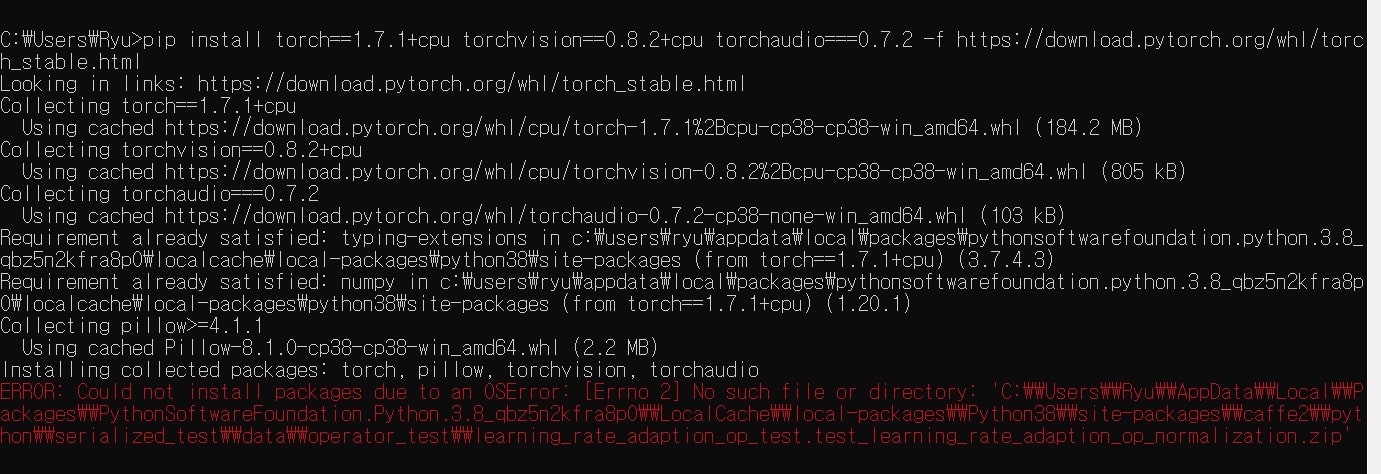 C:₩Users₩Ryu>pip install torch==1.7.1+cpu torchvision==0.8.2+cpu torchaudio===0.7.2 -f https://download.pytorch.org/whl/torc
h_stable.html
Looking in links: https://download.pytorch.org/whl/torch_stable.html
Collecting torch==1.7.1+cpu
  Using cached https://download.pytorch.org/whl/cpu/torch-1.7.1%2Bcpu-cp38-cp38-win_amd64.whl (184.2 MB)
Collecting torchvision==0.8.2+cpu
  Using cached https://download.pytorch.org/whl/cpu/torchvision-0.8.2%2Bcpu-cp38-cp38-win_amd64.whl (805 kB)
Collecting torchaudio===0.7.2
  Using cached https://download.pytorch.org/whl/torchaudio-0.7.2-cp38-none-win_amd64.whl (103 kB)
Requirement already satisfied: typing-extensions in c:₩users₩ryu₩appdata₩local₩packages₩pythonsoftwarefoundation.python.3.8_
qbz5n2kfra8p0₩localcache₩local-packages₩python38₩site-packages (from torch==1.7.1+cpu) (3.7.4.3)
Requirement already satisfied: numpy in c:₩users₩ryu₩appdata₩local₩packages₩pythonsoftwarefoundation.python.3.8_qbz5n2kfra8p
0₩localcache₩local-packages₩python38₩site-packages (from torch==1.7.1+cpu) (1.20.1)
Collecting pillow>=4.1.1
  Using cached Pillow-8.1.0-cp38-cp38-win_amd64.whl (2.2 MB)
Installing collected packages: torch, pillow, torchvision, torchaudio
ERROR: Could not install packages due to an OSError: [Errno 2] No such file or directory: 'C:₩₩Users₩₩Ryu₩₩AppData₩₩Local₩₩P
ackages₩₩PythonSoftwareFoundation.Python.3.8_qbz5n2kfra8p0₩₩LocalCache₩₩local-packages₩₩Python38₩₩site-packages₩₩caffe2₩₩pyt
hon₩₩serialized_test₩₩data₩₩operator_test₩₩learning_rate_adaption_op_test.test_learning_rate_adaption_op_normalization.zip'